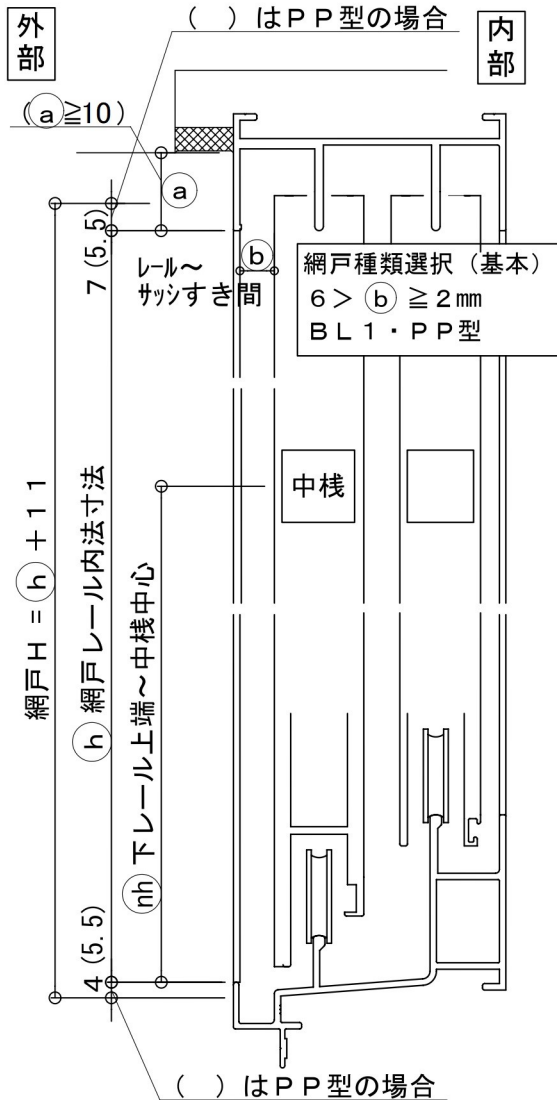 外部
( ) はPP型の場合
内部
(ⓐ≧10)
ⓐ
7 (5.5)
レール～
サッシすき間
ⓑ
網戸種類選択 (基本)
6 > ⓑ ≧ 2㎜
BL1・PP型
中桟
網戸H = ⓗ + 11
ⓗ 網戸レール内法寸法
nh 下レール上端～中桟中心
4 (5.5)
( ) はPP型の場合